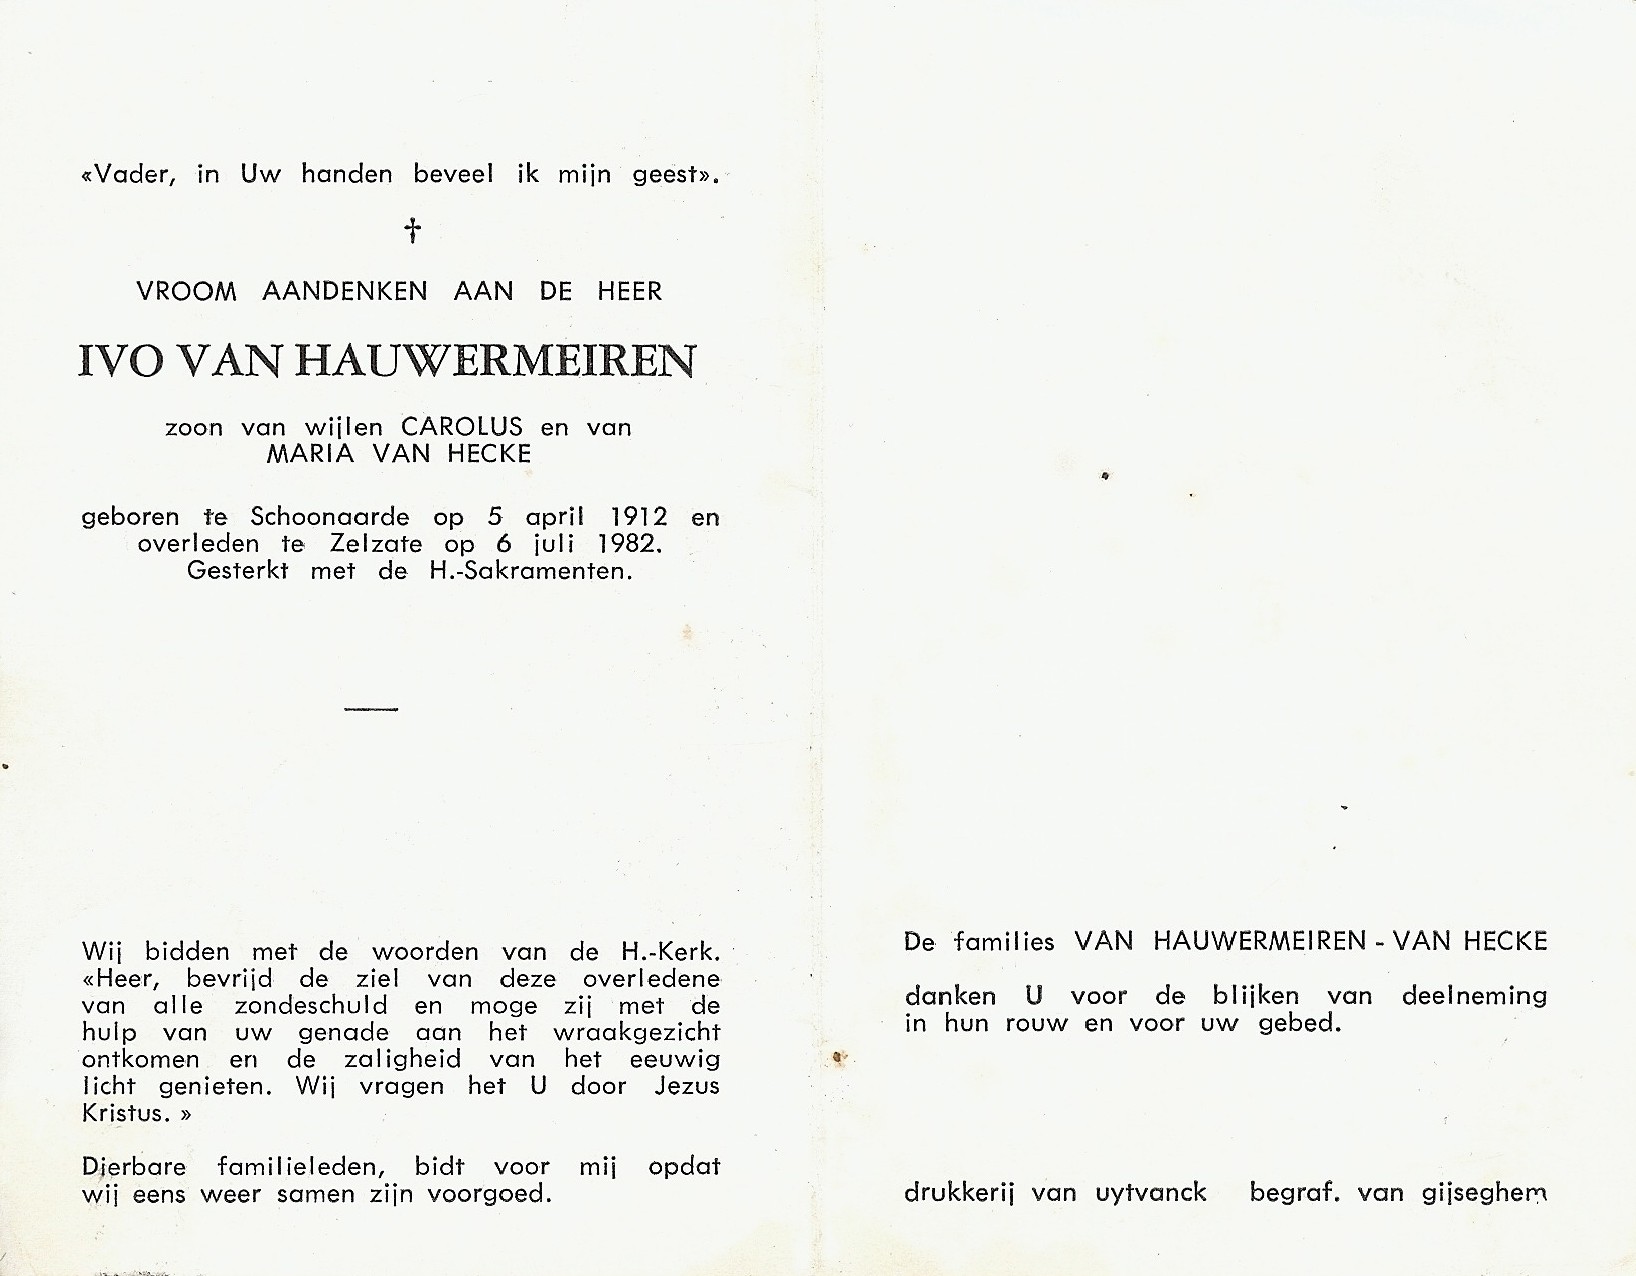 «Vader, in Uw handen beveel ik mijn geest».
†
VROOM AANDENKEN AAN DE HEER
IVO VAN HAUWERMEIREN
zoon van wijlen CAROLUS en van
MARIA VAN HECKE
geboren te Schoonaarde op 5 april 1912 en
overleden te Zelzate op 6 juli 1982.
Gesterkt met de H.-Sakramenten.
Wij bidden met de woorden van de H.-Kerk.
«Heer, bevrijd de ziel van deze overledene
van alle zondeschuld en moge zij met de
hulp van uw genade aan het wraakgezicht
ontkomen en de zaligheid van het eeuwig
licht genieten. Wij vragen het U door Jezus
Kristus. »
Dierbare familieleden, bidt voor mij opdat
wij eens weer samen zijn voorgoed.
De families VAN HAUWERMEIREN - VAN HECKE
danken U voor de blijken van deelneming
in hun rouw en voor uw gebed.
drukkerij van uytvanck begraf. van gijseghem